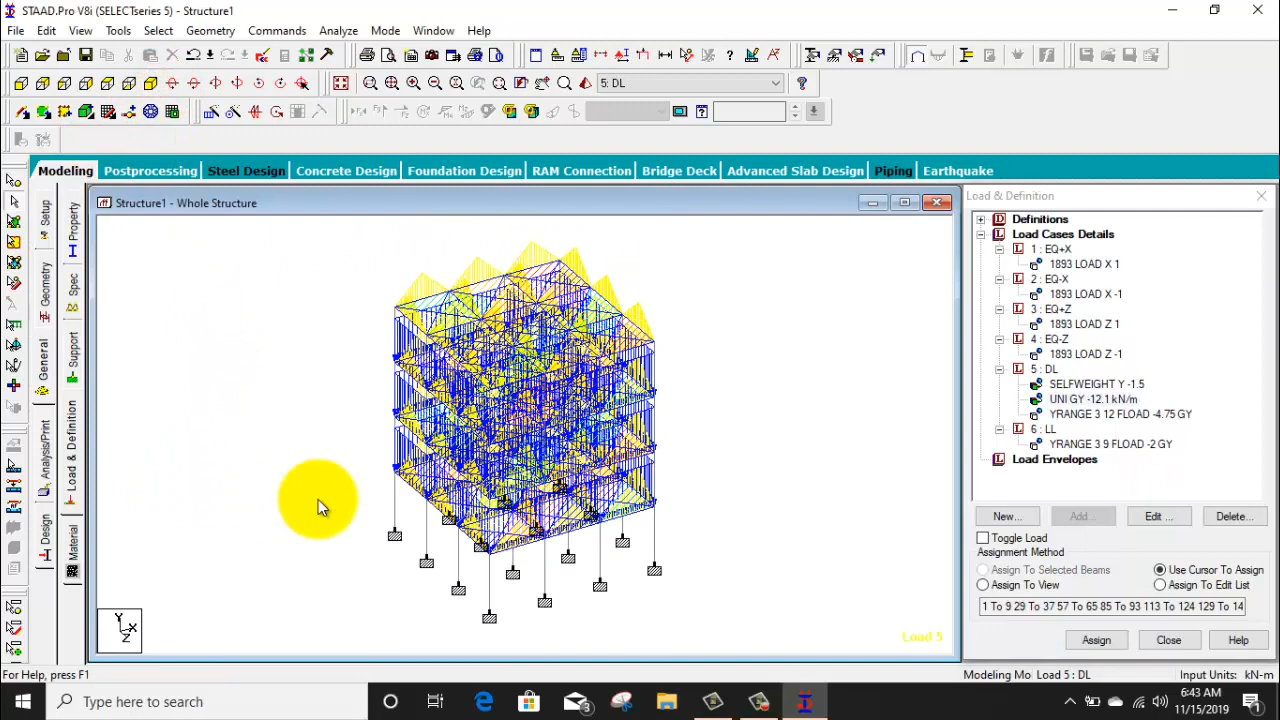 STAAD.Pro V8i (SELECTseries 5) - Structure1
File Edit View Tools Select Geometry Commands Analyze Mode Window Help
5: DL
Modeling Postprocessing Steel Design Concrete Design Foundation Design RAM Connection Bridge Deck Advanced Slab Design Piping Earthquake
Setup
Geometry
General
Analysis/Print
Design
Property
Spec
Support
Load & Definition
Material
Structure1 - Whole Structure
Y
X
Z
Load 5
Load & Definition
Definitions
Load Cases Details
1 : EQ+X
1893 LOAD X 1
2 : EQ-X
1893 LOAD X -1
3 : EQ+Z
1893 LOAD Z 1
4 : EQ-Z
1893 LOAD Z -1
5 : DL
SELFWEIGHT Y -1.5
UNI GY -12.1 kN/m
YRANGE 3 12 FLOAD -4.75 GY
6 : LL
YRANGE 3 9 FLOAD -2 GY
Load Envelopes
New... Add... Edit ... Delete...
Toggle Load
Assignment Method
Assign To Selected Beams Use Cursor To Assign
Assign To View Assign To Edit List
1 To 9 29 To 37 57 To 65 85 To 93 113 To 124 129 To 14
Assign Close Help
For Help, press F1
Modeling Mo Load 5 : DL Input Units: kN-m
Type here to search
3
6:43 AM
11/15/2019
1